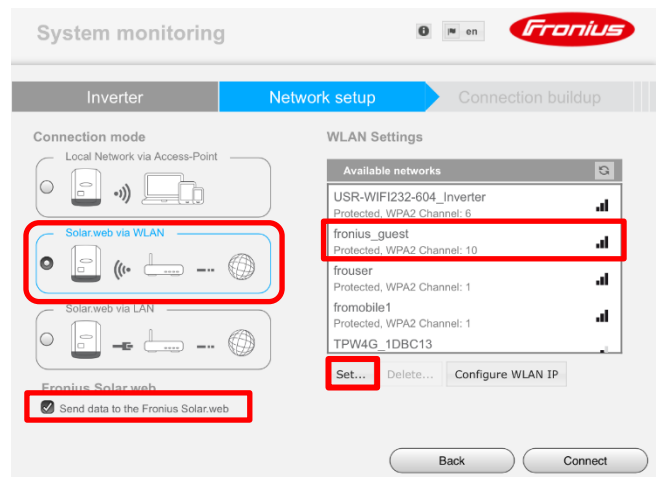 System monitoring
en
Fronius
Inverter
Network setup
Connection buildup
Connection mode
Local Network via Access-Point
Solar.web via WLAN
Solar.web via LAN
Fronius Solar.web
Send data to the Fronius Solar.web
WLAN Settings
Available networks
USR-WIFI232-604_Inverter
Protected, WPA2 Channel: 6
fronius_guest
Protected, WPA2 Channel: 10
frouser
Protected, WPA2 Channel: 1
fromobile1
Protected, WPA2 Channel: 1
TPW4G_1DBC13
Set...
Delete...
Configure WLAN IP
Back
Connect